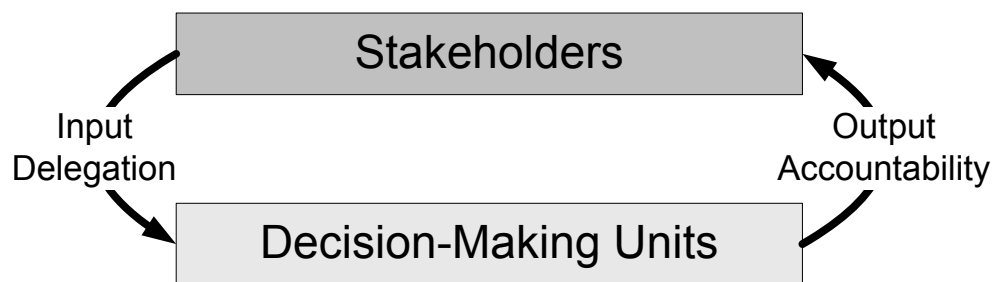 Stakeholders
Input
Delegation
Output
Accountability
Decision-Making Units